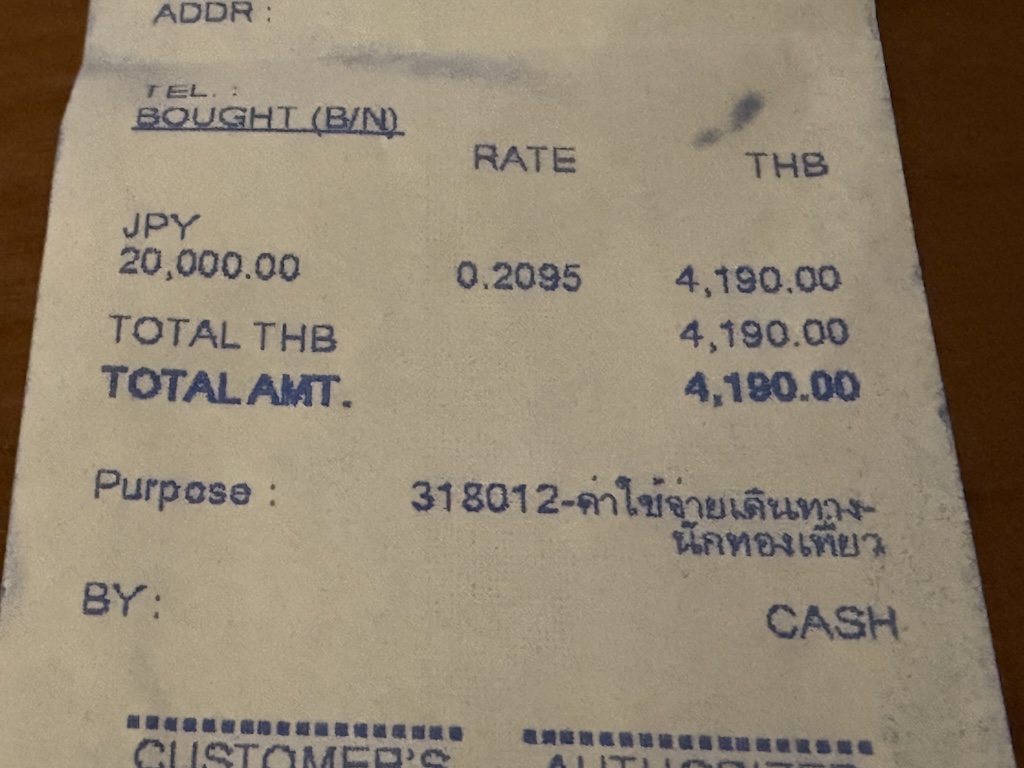 ADDR :
TEL. :
BOUGHT (B/N)
RATE THB
JPY
20,000.00 0.2095 4,190.00
TOTAL THB 4,190.00
TOTAL AMT. 4,190.00
Purpose : 318012-ค่าใช้จ่ายเดินทาง-
นักท่องเที่ยว
BY : CASH
CUSTOMER'S